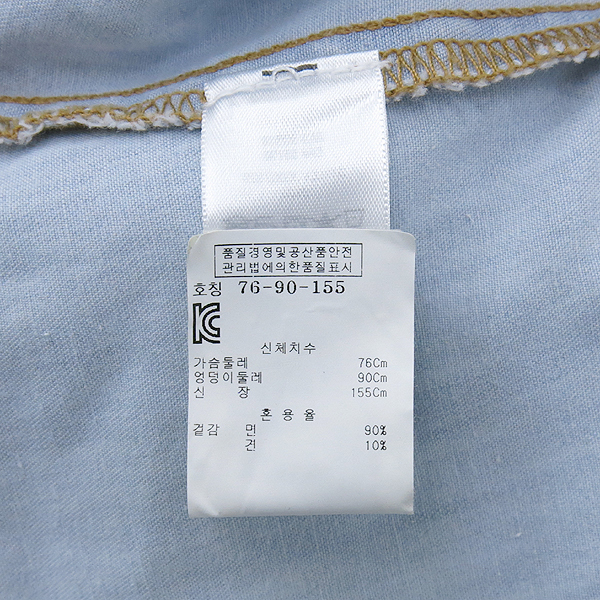 품질경영및공산품안전
관리법에의한품질표시
호칭 76-90-155
신체치수
가슴둘레 76Cm
엉덩이둘레 90Cm
신 장 155Cm
혼 용 율
겉감 면 90%
견 10%